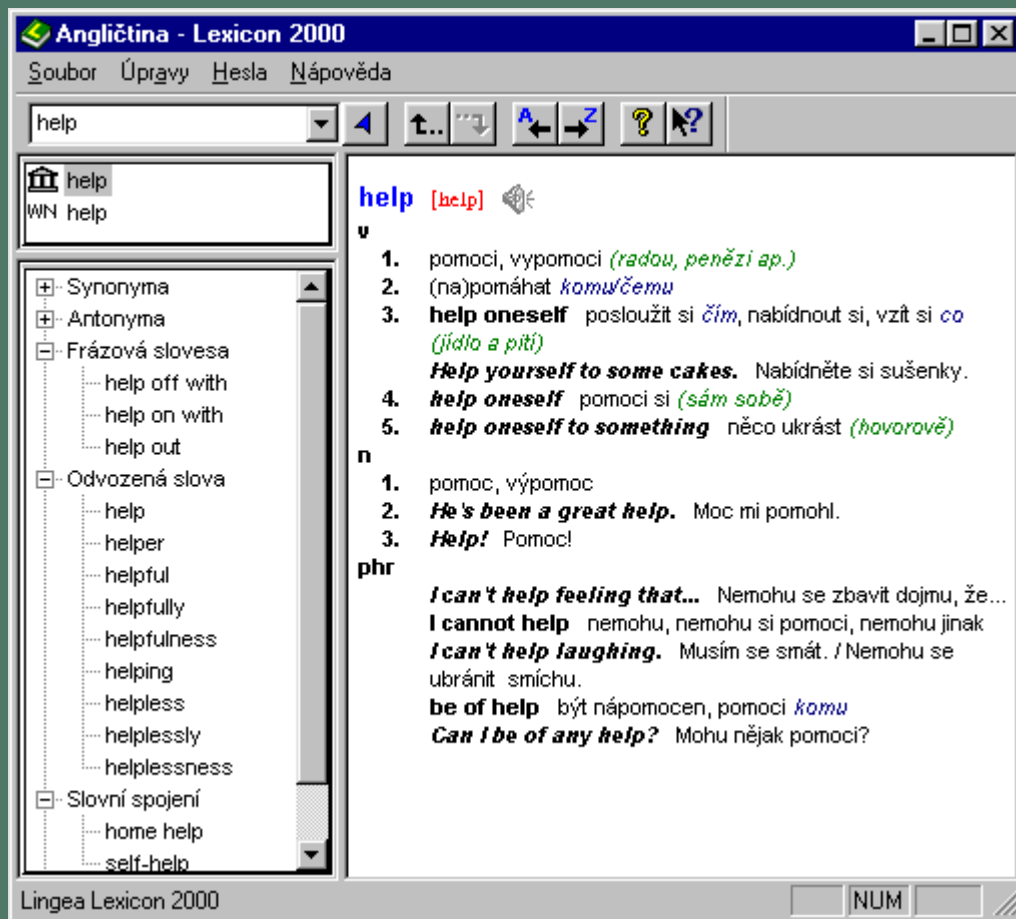 Angličtina - Lexicon 2000
Soubor Úpravy Hesla Nápověda
help
A Z
help
WN help
Synonyma
Antonyma
Frázová slovesa
help off with
help on with
help out
Odvozená slova
help
helper
helpful
helpfully
helpfulness
helping
helpless
helplessly
helplessness
Slovní spojení
home help
self-help
help [help]
v
1. pomoci, vypomoci (radou, penězi ap.)
2. (na)pomáhat komu/čemu
3. help oneself posloužit si čím, nabídnout si, vzít si co
(jídlo a pití)
Help yourself to some cakes. Nabídněte si sušenky.
4. help oneself pomoci si (sám sobě)
5. help oneself to something něco ukrást (hovorově)
n
1. pomoc, výpomoc
2. He's been a great help. Moc mi pomohl.
3. Help! Pomoc!
phr
I can't help feeling that... Nemohu se zbavit dojmu, že...
I cannot help nemohu, nemohu si pomoci, nemohu jinak
I can't help laughing. Musím se smát. / Nemohu se
ubránit smíchu.
be of help být nápomocen, pomoci komu
Can I be of any help? Mohu nějak pomoci?
Lingea Lexicon 2000
NUM